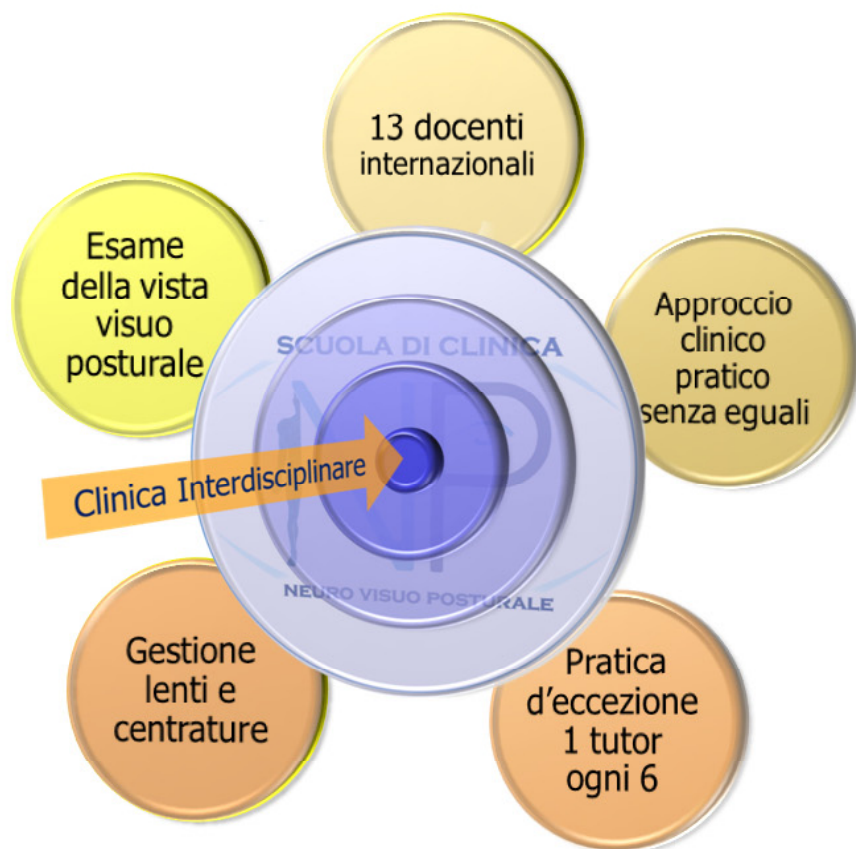 13 docenti
internazionali
Esame
della vista
visuo
posturale
Approccio
clinico
pratico
senza eguali
SCUOLA DI CLINICA
NVP
Clinica Interdisciplinare
NEURO VISUO POSTURALE
Gestione
lenti e
centrature
Pratica
d'eccezione
1 tutor
ogni 6